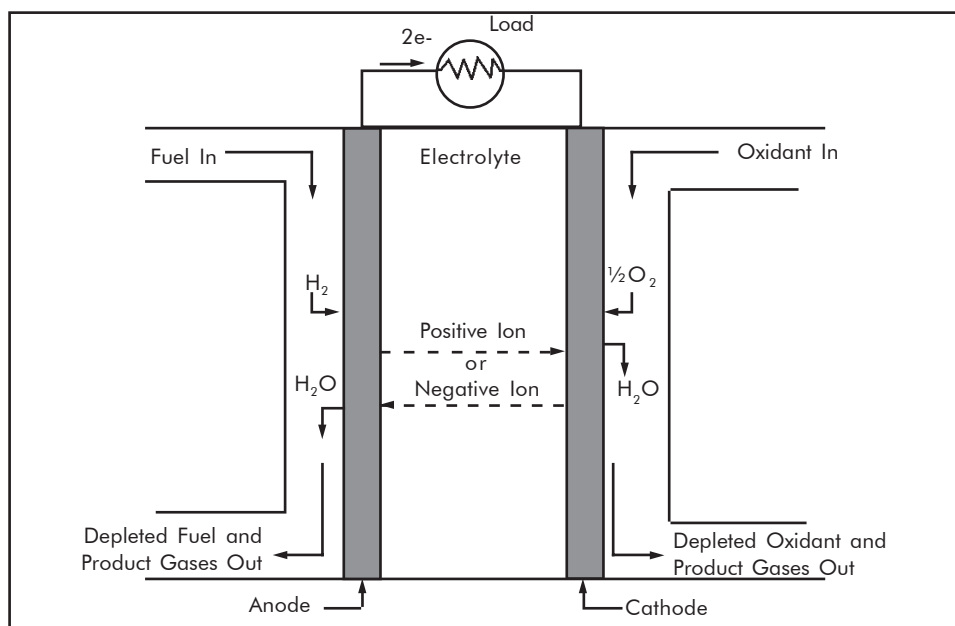 Load
2e-
Fuel In
Electrolyte
Oxidant In
H₂
½O₂
Positive Ion
or
Negative Ion
H₂O
H₂O
Depleted Fuel and
Product Gases Out
Depleted Oxidant and
Product Gases Out
Anode
Cathode